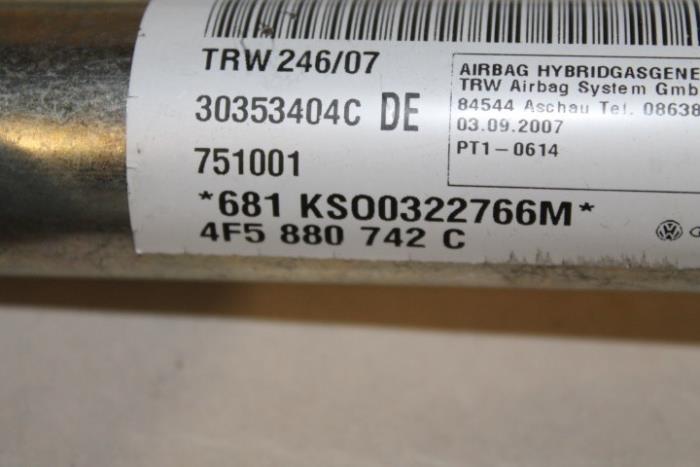 TRW 246/07
30353404C DE
751001
*681 KS00322766M*
4F5 880 742 C
AIRBAG HYBRIDGASGENE
TRW Airbag System Gmb
84544 Aschau Tel. 08638
03.09.2007
PT1-0614